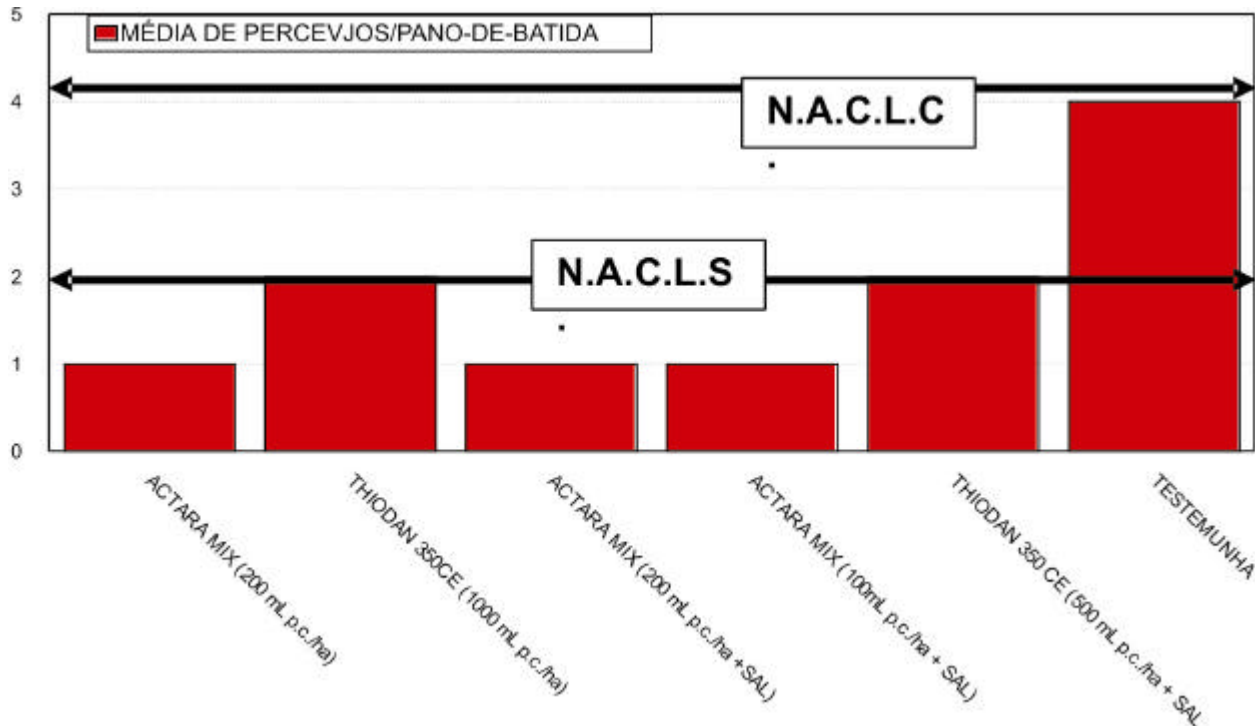 5
MÉDIA DE PERCEVJOS/PANO-DE-BATIDA
4
N.A.C.L.C
.
3
2
N.A.C.L.S
.
1
0
ACTARA MIX (200 mL p.c./ha)
THIODAN 350CE (1000 mL p.c./ha)
ACTARA MIX (200 mL p.c./ha +SAL)
ACTARA MIX (100mL p.c./ha + SAL)
THIODAN 350 CE (500 mL p.c./ha + SAL
TESTEMUNHA